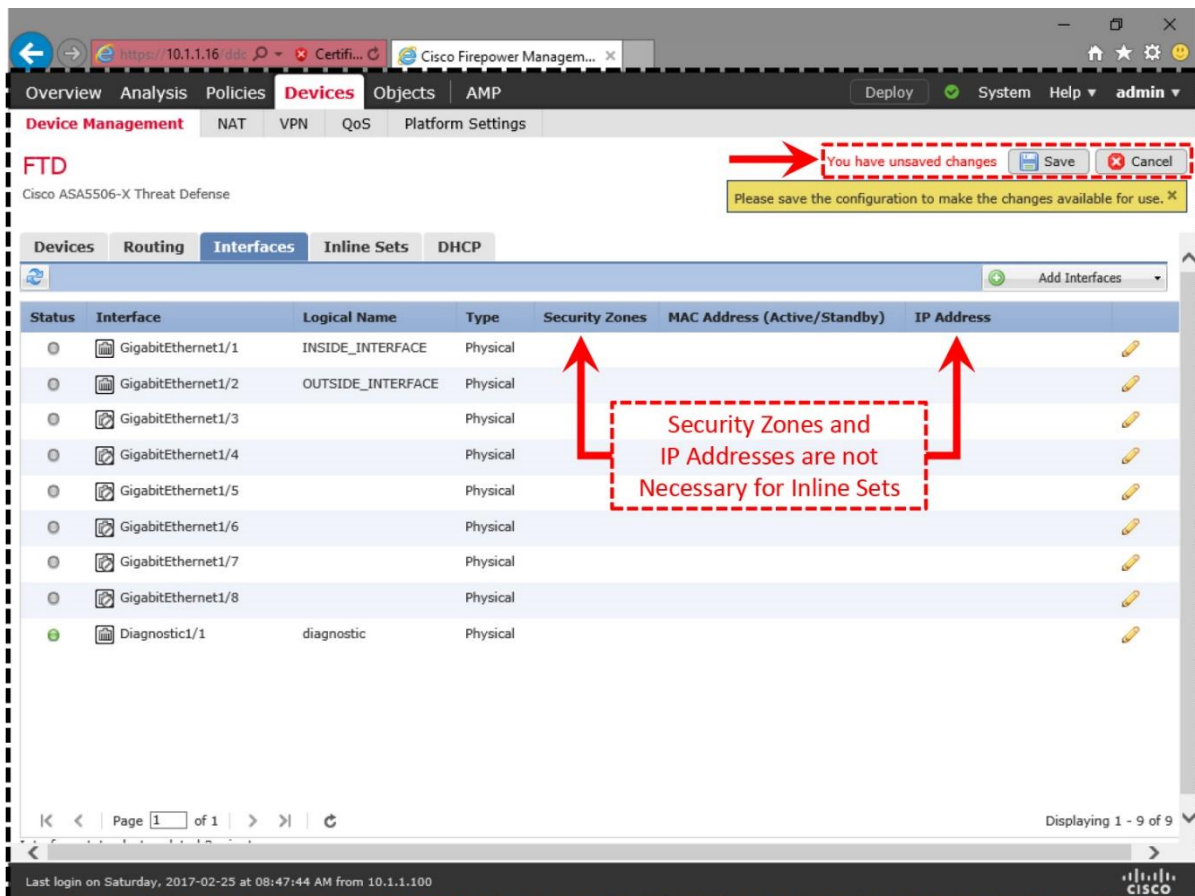 https://10.1.1.16/ddc
Certifi...
Cisco Firepower Managem...
Overview Analysis Policies Devices Objects AMP Deploy System Help admin
Device Management NAT VPN QoS Platform Settings
FTD
You have unsaved changes Save Cancel
Cisco ASA5506-X Threat Defense
Please save the configuration to make the changes available for use.
Devices Routing Interfaces Inline Sets DHCP
Add Interfaces
Status Interface Logical Name Type Security Zones MAC Address (Active/Standby) IP Address
GigabitEthernet1/1 INSIDE_INTERFACE Physical
GigabitEthernet1/2 OUTSIDE_INTERFACE Physical
GigabitEthernet1/3 Physical
GigabitEthernet1/4 Physical
GigabitEthernet1/5 Physical
GigabitEthernet1/6 Physical
GigabitEthernet1/7 Physical
GigabitEthernet1/8 Physical
Diagnostic1/1 diagnostic Physical
Security Zones and
IP Addresses are not
Necessary for Inline Sets
Page 1 of 1 Displaying 1 - 9 of 9
Last login on Saturday, 2017-02-25 at 08:47:44 AM from 10.1.1.100
CISCO